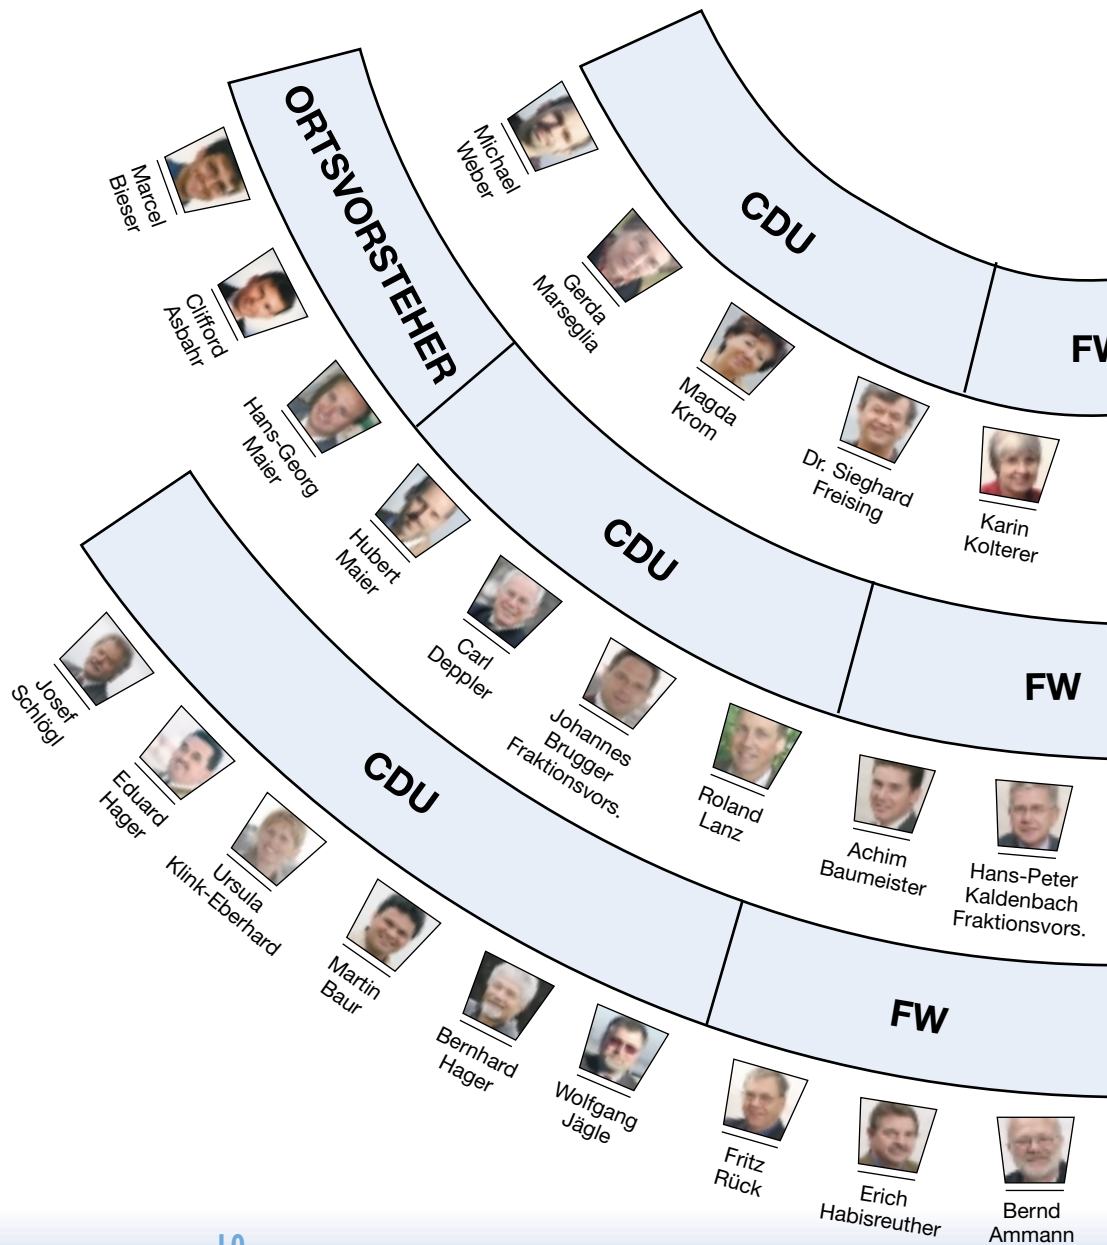 CDU
FW
Michael
Weber
Gerda
Marseglia
Magda
Krom
Dr. Sieghard
Freising
Karin
Kolterer
ORTSVORSTEHER
CDU
FW
Marcel
Bieser
Clifford
Asbahr
Hans-Georg
Maier
Hubert
Maier
Carl
Deppler
Johannes
Brugger
Fraktionsvors.
Roland
Lanz
Achim
Baumeister
Hans-Peter
Kaldenbach
Fraktionsvors.
CDU
FW
Josef
Schlögl
Eduard
Hager
Ursula
Klink-Eberhard
Martin
Baur
Bernhard
Hager
Wolfgang
Jägle
Fritz
Rück
Erich
Habisreuther
Bernd
Ammann